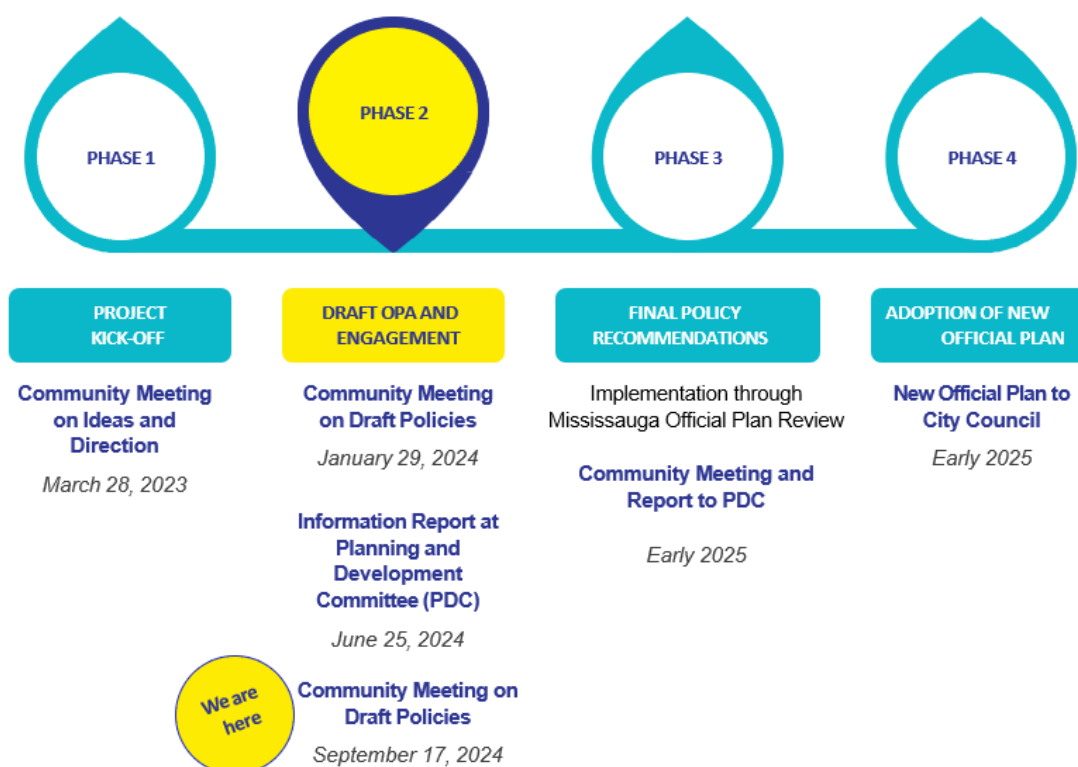 PHASE 1
PHASE 2
PHASE 3
PHASE 4
PROJECT
KICK-OFF
Community Meeting
on Ideas and
Direction
March 28, 2023
DRAFT OPA AND
ENGAGEMENT
Community Meeting
on Draft Policies
January 29, 2024
Information Report at
Planning and
Development
Committee (PDC)
June 25, 2024
We are
here
Community Meeting on
Draft Policies
September 17, 2024
FINAL POLICY
RECOMMENDATIONS
Implementation through
Mississauga Official Plan Review
Community Meeting and
Report to PDC
Early 2025
ADOPTION OF NEW
OFFICIAL PLAN
New Official Plan to
City Council
Early 2025